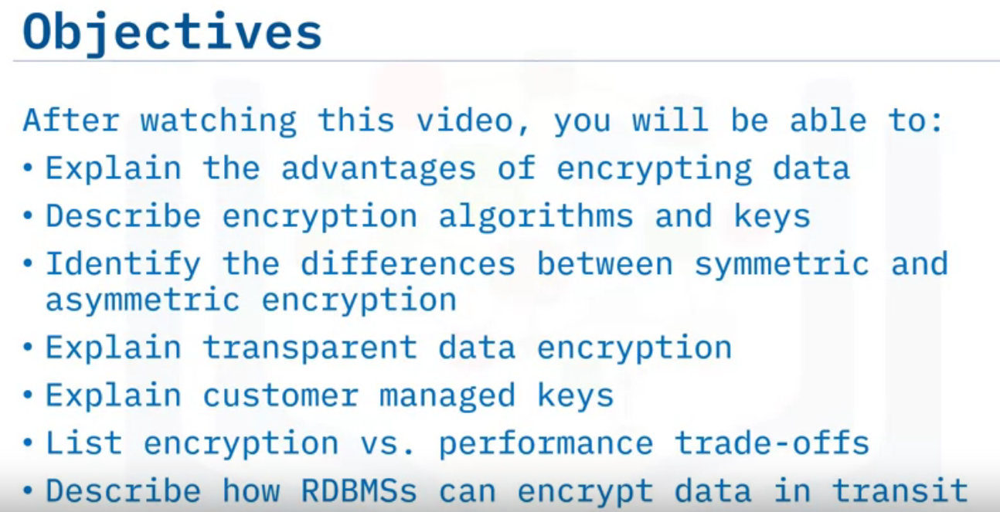 Objectives
After watching this video, you will be able to:
• Explain the advantages of encrypting data
• Describe encryption algorithms and keys
• Identify the differences between symmetric and
asymmetric encryption
• Explain transparent data encryption
• Explain customer managed keys
• List encryption vs. performance trade-offs
• Describe how RDBMSs can encrypt data in transit